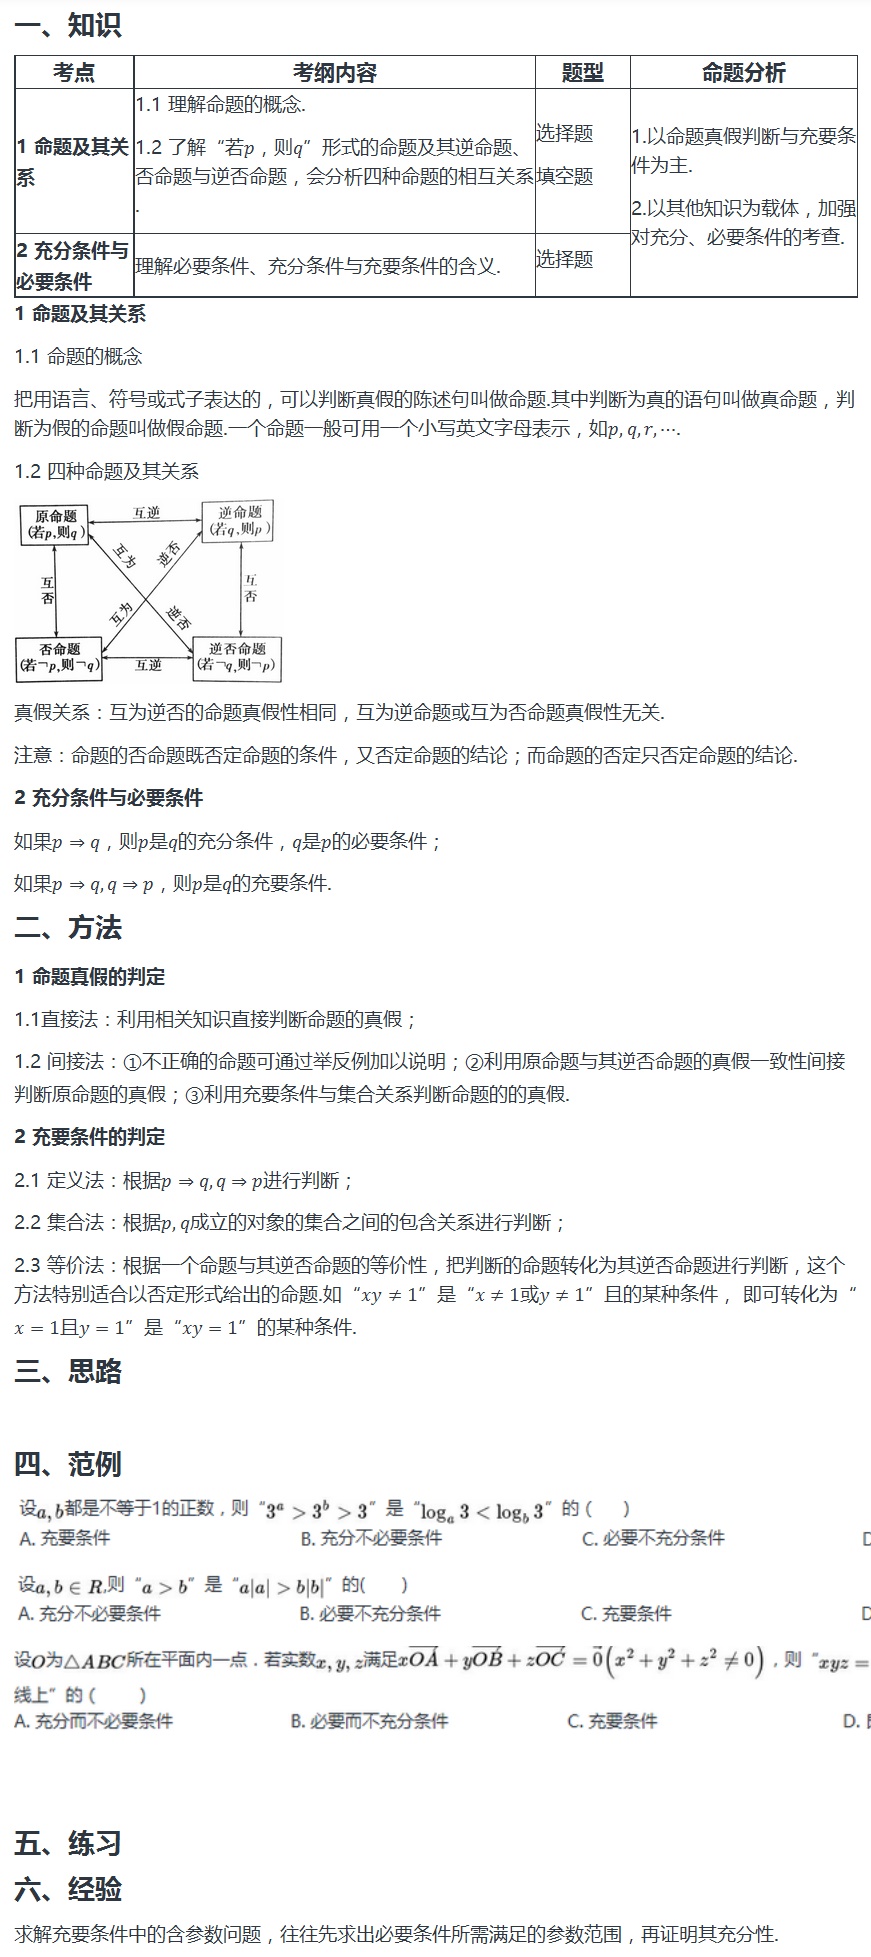 一、知识
考点 考纲内容 题型 命题分析
1 命题及其关系
1.1 理解命题的概念.
1.2 了解“若p，则q”形式的命题及其逆命题、
否命题与逆否命题，会分析四种命题的相互关系
.
选择题
填空题
1.以命题真假判断与充要条
件为主.
2.以其他知识为载体，加强
对充分、必要条件的考查.
2 充分条件与
必要条件
理解必要条件、充分条件与充要条件的含义.
选择题
1 命题及其关系
1.1 命题的概念
把用语言、符号或式子表达的，可以判断真假的陈述句叫做命题.其中判断为真的语句叫做真命题，判
断为假的命题叫做假命题.一个命题一般可用一个小写英文字母表示，如p, q, r, ⋯.
1.2 四种命题及其关系
原命题
(若p,则q)
互逆
逆命题
(若q,则p)
互为
逆否
互否
互否
互为
逆否
否命题
(若¬p,则¬q)
互逆
逆否命题
(若¬q,则¬p)
真假关系：互为逆否的命题真假性相同，互为逆命题或互为否命题真假性无关.
注意：命题的否命题既否定命题的条件，又否定命题的结论；而命题的否定只否定命题的结论.
2 充分条件与必要条件
如果p ⇒ q，则p是q的充分条件，q是p的必要条件；
如果p ⇒ q, q ⇒ p，则p是q的充要条件.
二、方法
1 命题真假的判定
1.1直接法：利用相关知识直接判断命题的真假；
1.2 间接法：①不正确的命题可通过举反例加以说明；②利用原命题与其逆否命题的真假一致性间接
判断原命题的真假；③利用充要条件与集合关系判断命题的的真假.
2 充要条件的判定
2.1 定义法：根据p ⇒ q, q ⇒ p进行判断；
2.2 集合法：根据p, q成立的对象的集合之间的包含关系进行判断；
2.3 等价法：根据一个命题与其逆否命题的等价性，把判断的命题转化为其逆否命题进行判断，这个
方法特别适合以否定形式给出的命题.如“xy ≠ 1”是“x ≠ 1或y ≠ 1”且的某种条件， 即可转化为“
x = 1且y = 1”是“xy = 1”的某种条件.
三、思路
四、范例
设a, b都是不等于1的正数，则“3ᵃ > 3ᵇ > 3”是“logₐ 3 < log_b 3”的（　）
A. 充要条件 B. 充分不必要条件 C. 必要不充分条件
设a, b ∈ R,则“a > b”是“a|a| > b|b|”的(　)
A. 充分不必要条件 B. 必要不充分条件 C. 充要条件
设O为△ABC所在平面内一点．若实数x, y, z满足x\overrightarrow{OA} + y\overrightarrow{OB} + z\overrightarrow{OC} = \vec{0}(x² + y² + z² ≠ 0)，则“xyz =
线上”的（　）
A. 充分而不必要条件 B. 必要而不充分条件 C. 充要条件 D.
五、练习
六、经验
求解充要条件中的含参数问题，往往先求出必要条件所需满足的参数范围，再证明其充分性.